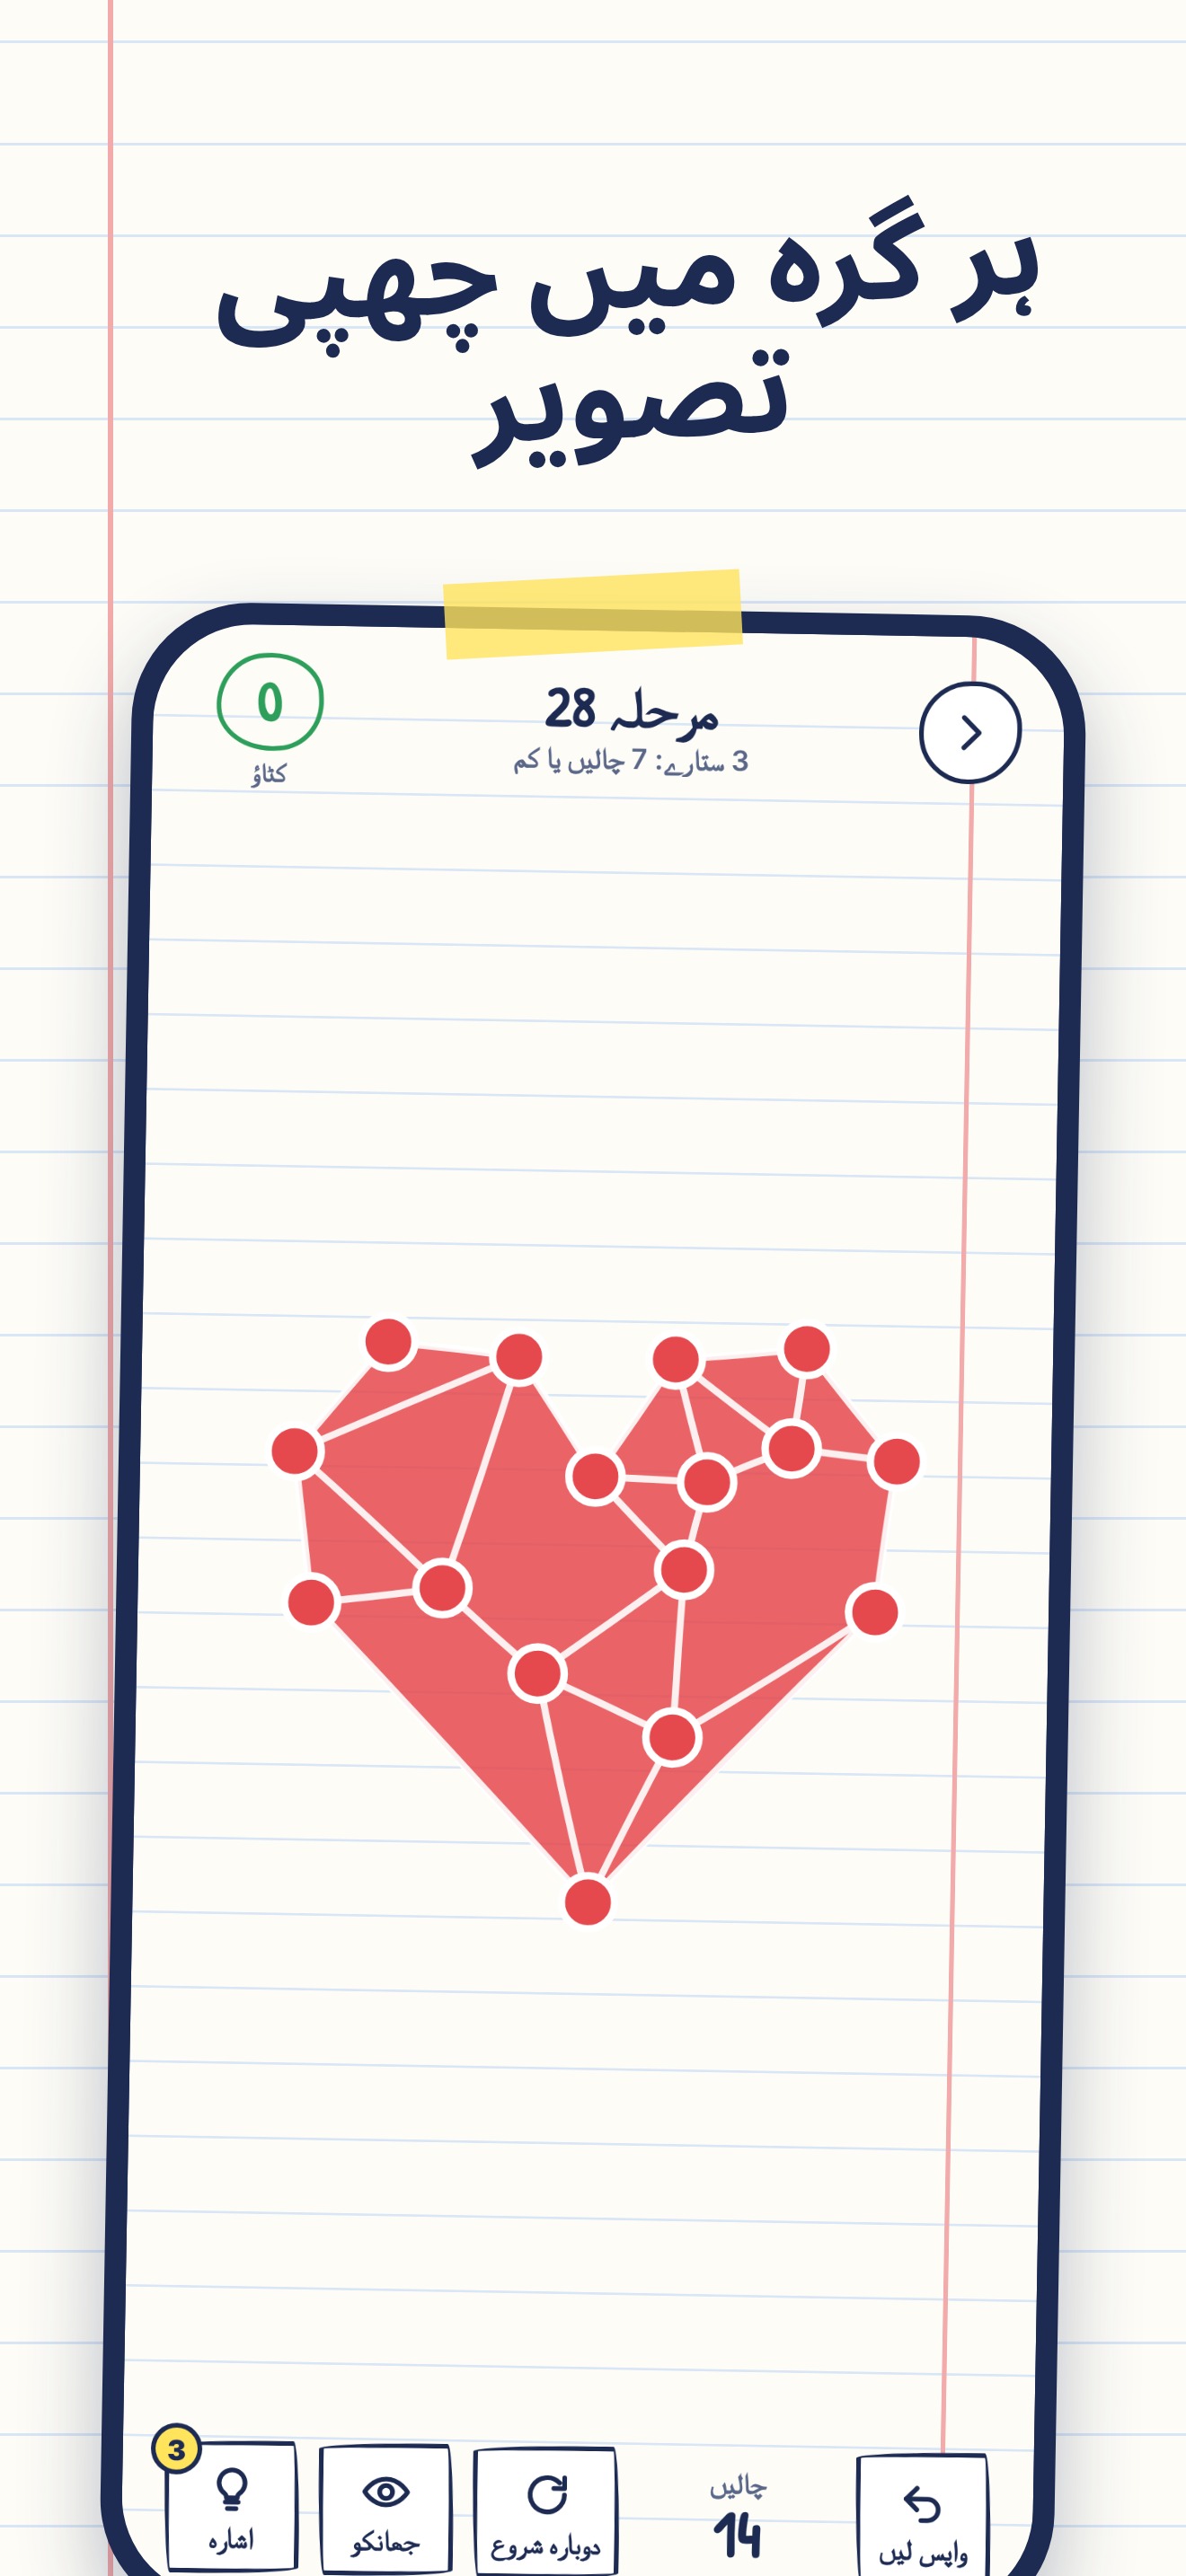 ہر گرہ میں چھپی
تصویر
مرحلہ 28
3 ستارے: 7 چالیں یا کم
0
کٹاؤ
واپس لیں
چالیں
14
دوبارہ شروع
جھانکو
3
اشارہ